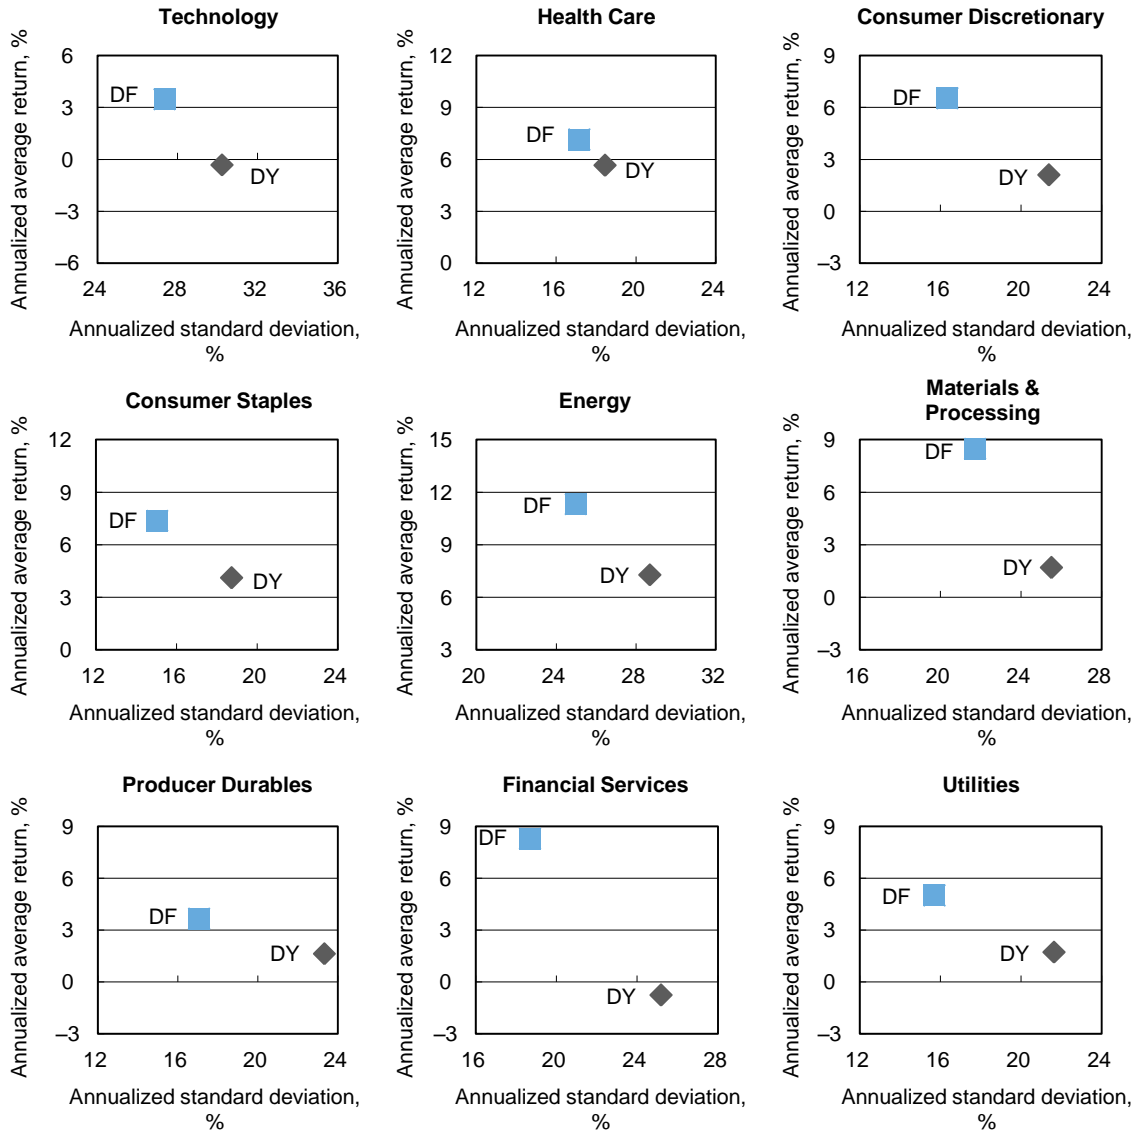 Technology
Annualized average return, %
6
3
0
–3
–6
DF
DY
24
28
32
36
Annualized standard deviation,
%
Health Care
Annualized average return, %
12
9
6
3
0
DF
DY
12
16
20
24
Annualized standard deviation,
%
Consumer Discretionary
Annualized average return, %
9
6
3
0
–3
DF
DY
12
16
20
24
Annualized standard deviation,
%
Consumer Staples
Annualized average return, %
12
9
6
3
0
DF
DY
12
16
20
24
Annualized standard deviation,
%
Energy
Annualized average return, %
15
12
9
6
3
DF
DY
20
24
28
32
Annualized standard deviation,
%
Materials &
Processing
Annualized average return, %
9
6
3
0
–3
DF
DY
16
20
24
28
Annualized standard deviation,
%
Producer Durables
Annualized average return, %
9
6
3
0
–3
DF
DY
12
16
20
24
Annualized standard deviation,
%
Financial Services
Annualized average return, %
9
6
3
0
–3
DF
DY
16
20
24
28
Annualized standard deviation,
%
Utilities
Annualized average return, %
9
6
3
0
–3
DF
DY
12
16
20
24
Annualized standard deviation,
%